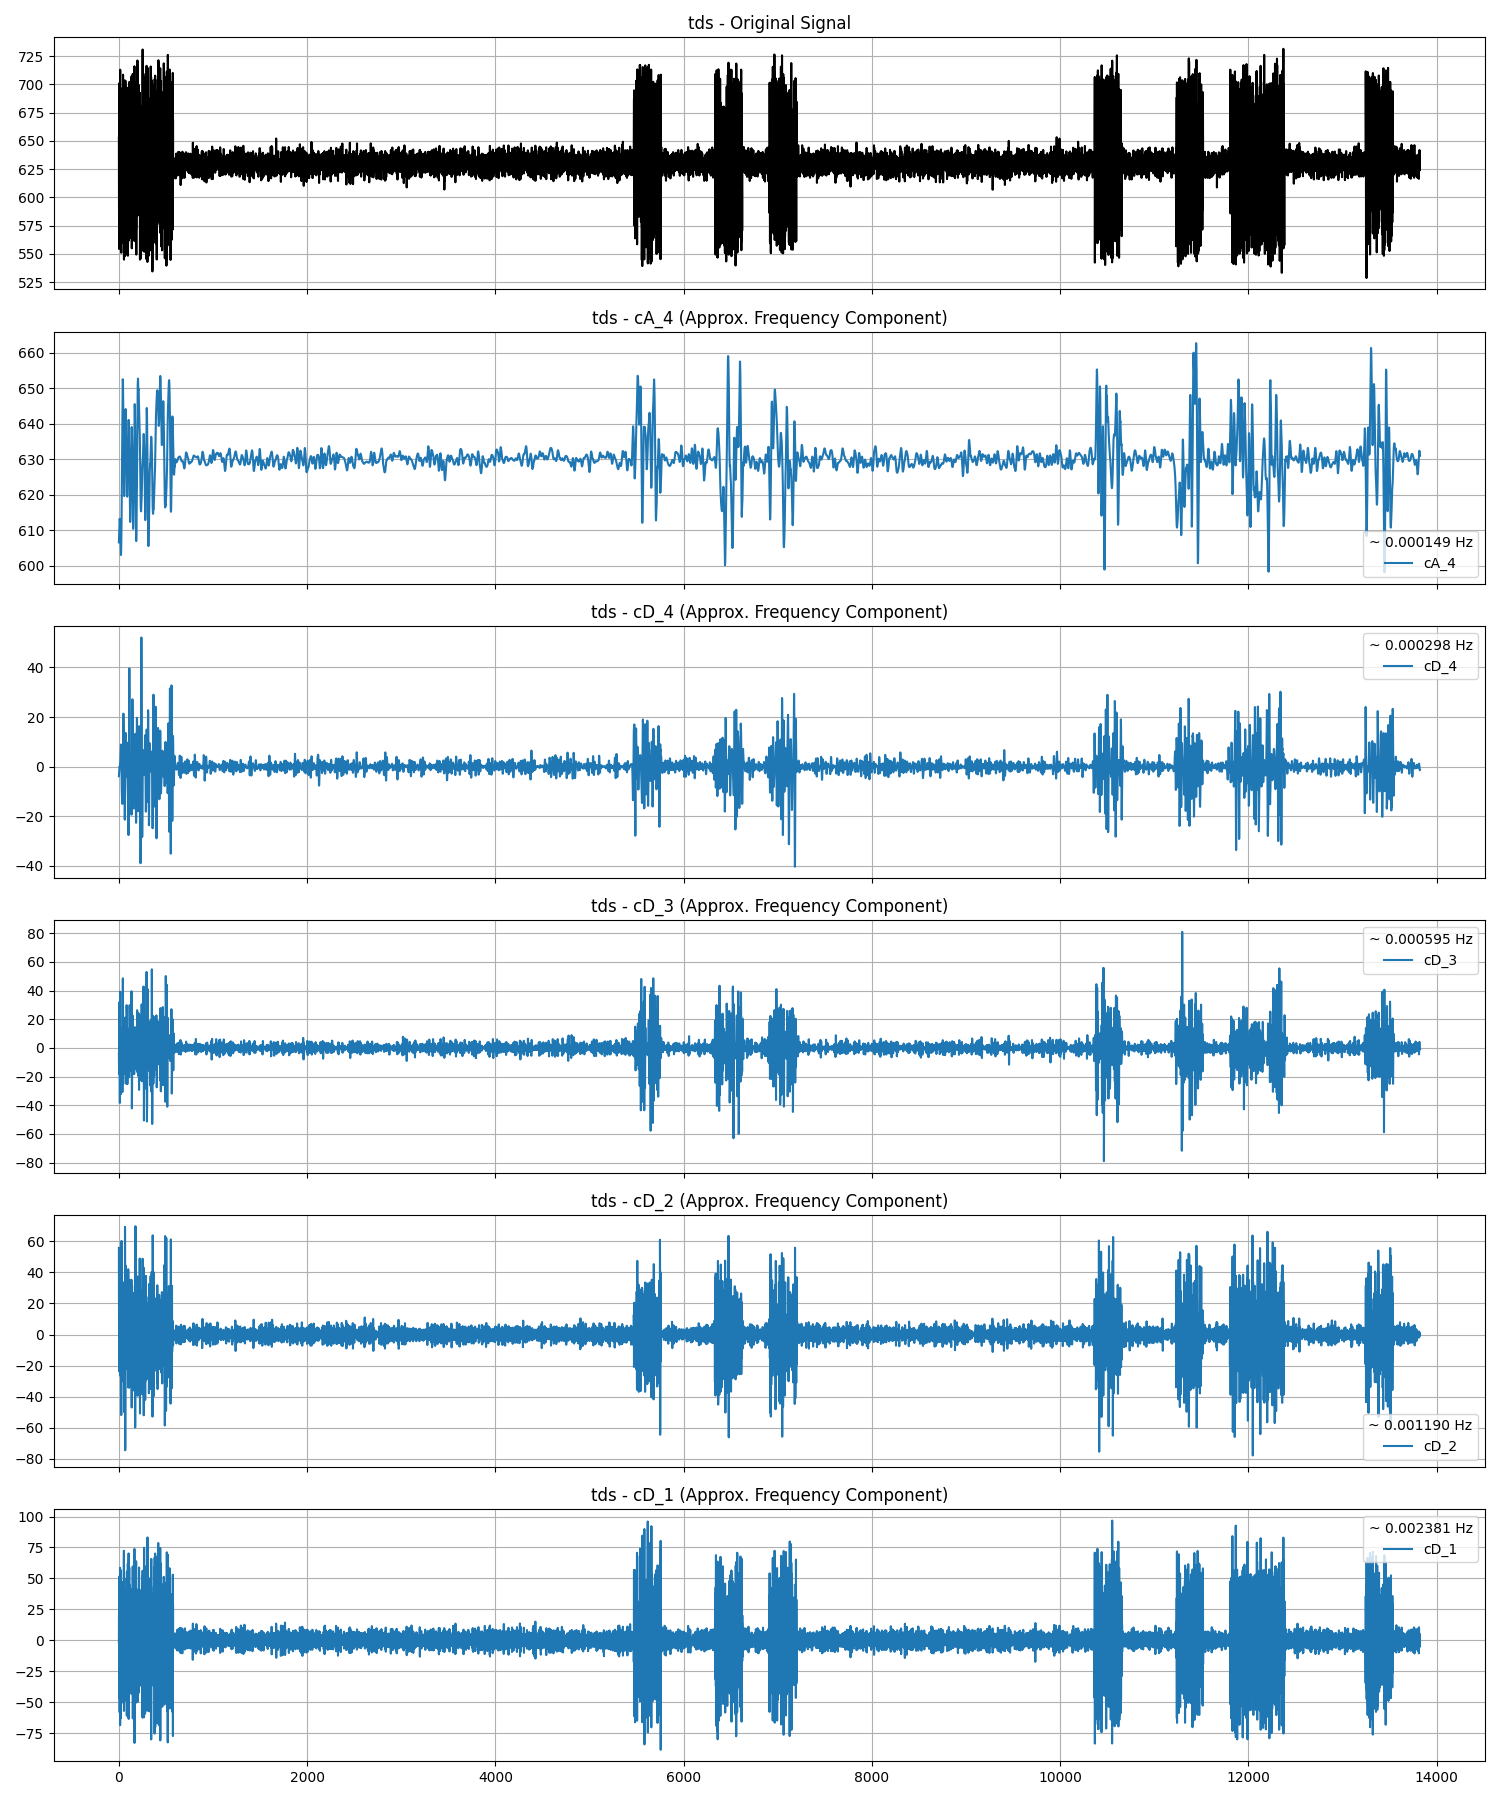 tds - Original Signal
725
700
675
650
625
600
575
550
525
tds - cA_4 (Approx. Frequency Component)
660
650
640
630
620
610
600
~ 0.000149 Hz
cA_4
tds - cD_4 (Approx. Frequency Component)
40
20
0
−20
−40
~ 0.000298 Hz
cD_4
tds - cD_3 (Approx. Frequency Component)
80
60
40
20
0
−20
−40
−60
−80
~ 0.000595 Hz
cD_3
tds - cD_2 (Approx. Frequency Component)
60
40
20
0
−20
−40
−60
−80
~ 0.001190 Hz
cD_2
tds - cD_1 (Approx. Frequency Component)
100
75
50
25
0
−25
−50
−75
~ 0.002381 Hz
cD_1
0 2000 4000 6000 8000 10000 12000 14000